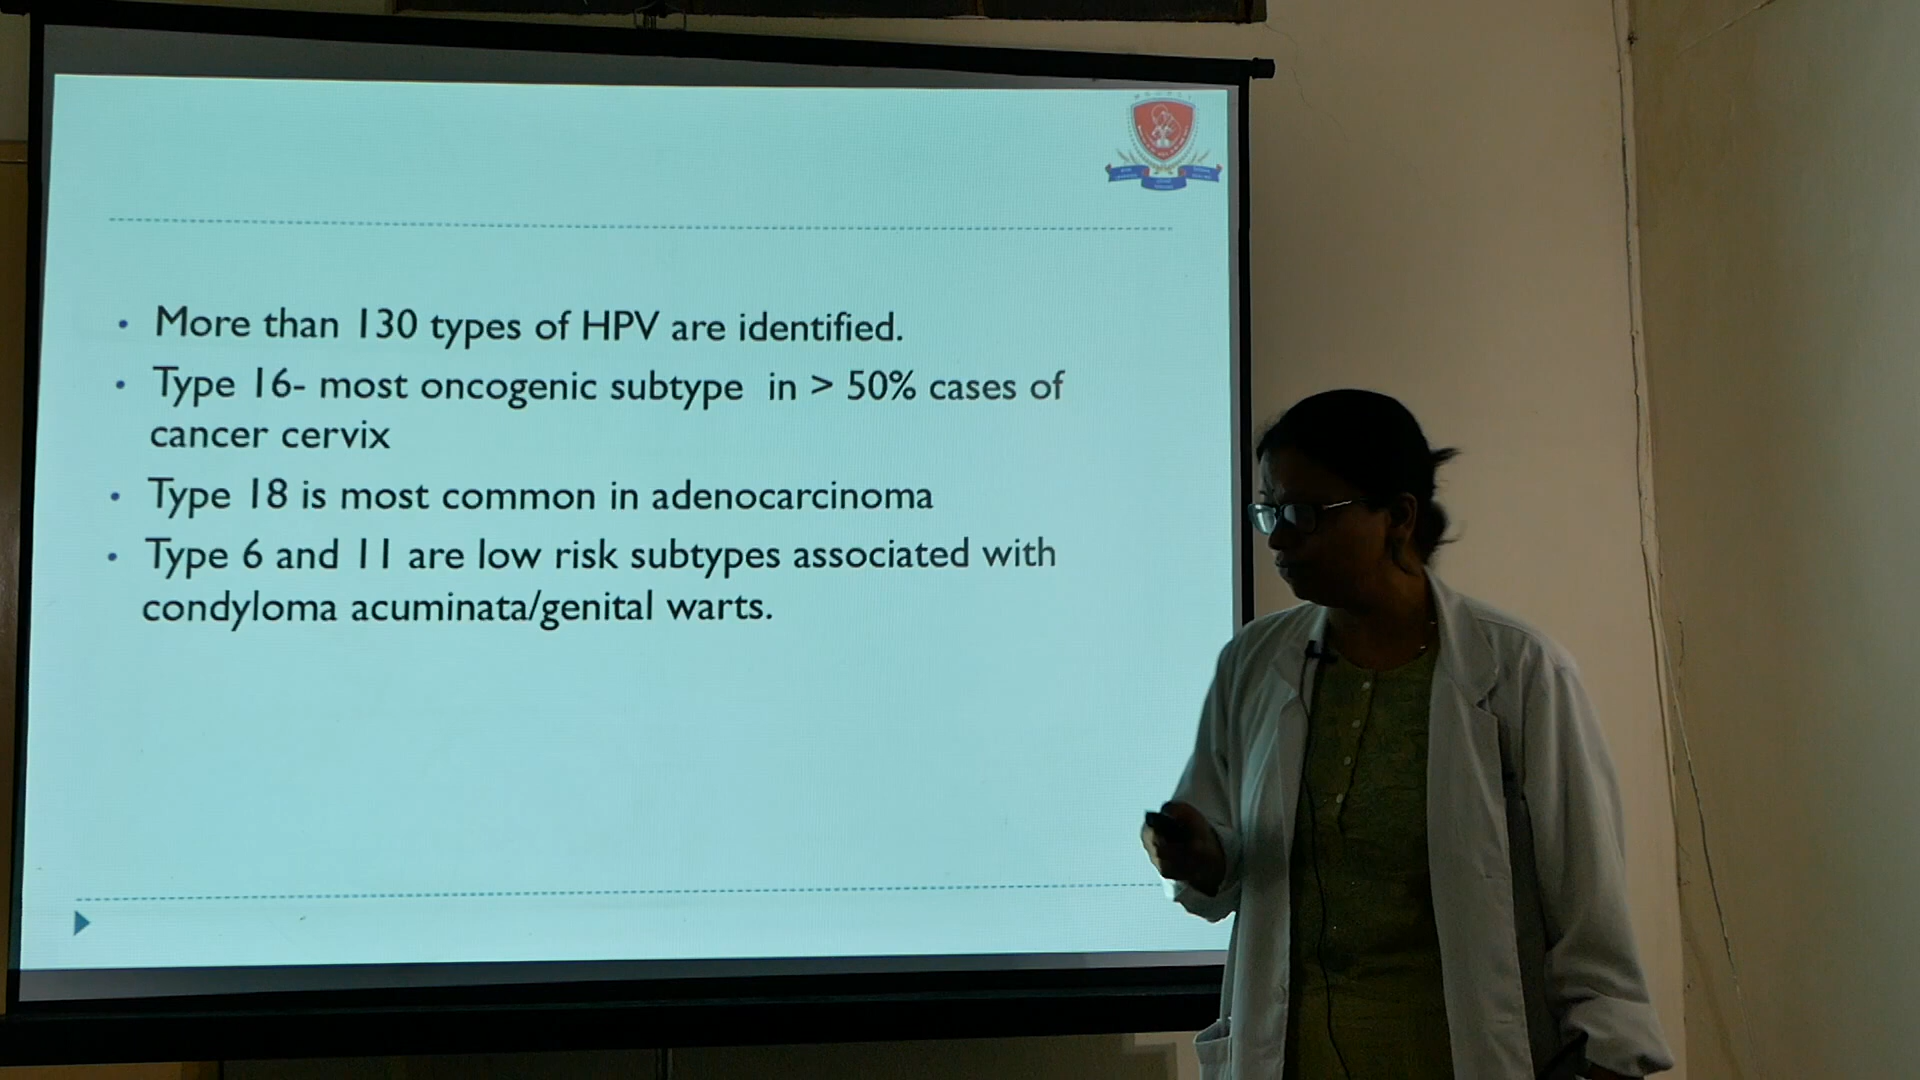 • More than 130 types of HPV are identified.
• Type 16- most oncogenic subtype in > 50% cases of
cancer cervix
• Type 18 is most common in adenocarcinoma
• Type 6 and 11 are low risk subtypes associated with
condyloma acuminata/genital warts.